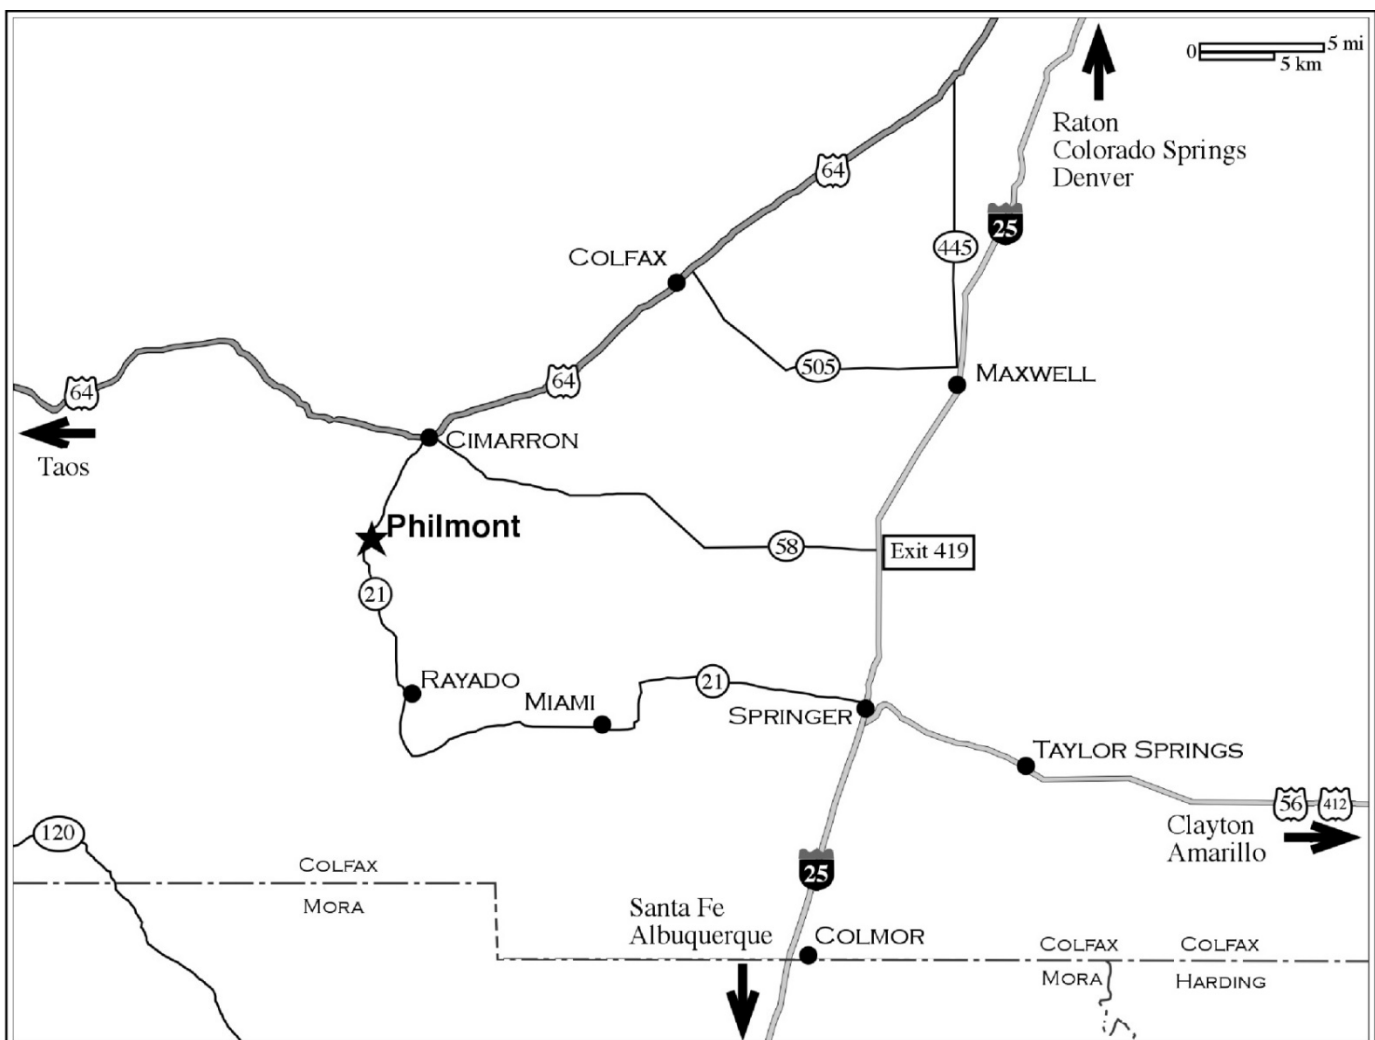 0
5 mi
5 km
Raton
Colorado Springs
Denver
64
25
445
COLFAX
505
64
MAXWELL
64
CIMARRON
Taos
Philmont
58
Exit 419
21
RAYADO
MIAMI
21
SPRINGER
TAYLOR SPRINGS
56
412
Clayton
Amarillo
120
COLFAX
MORA
25
Santa Fe
Albuquerque
COLMOR
COLFAX
MORA
COLFAX
HARDING